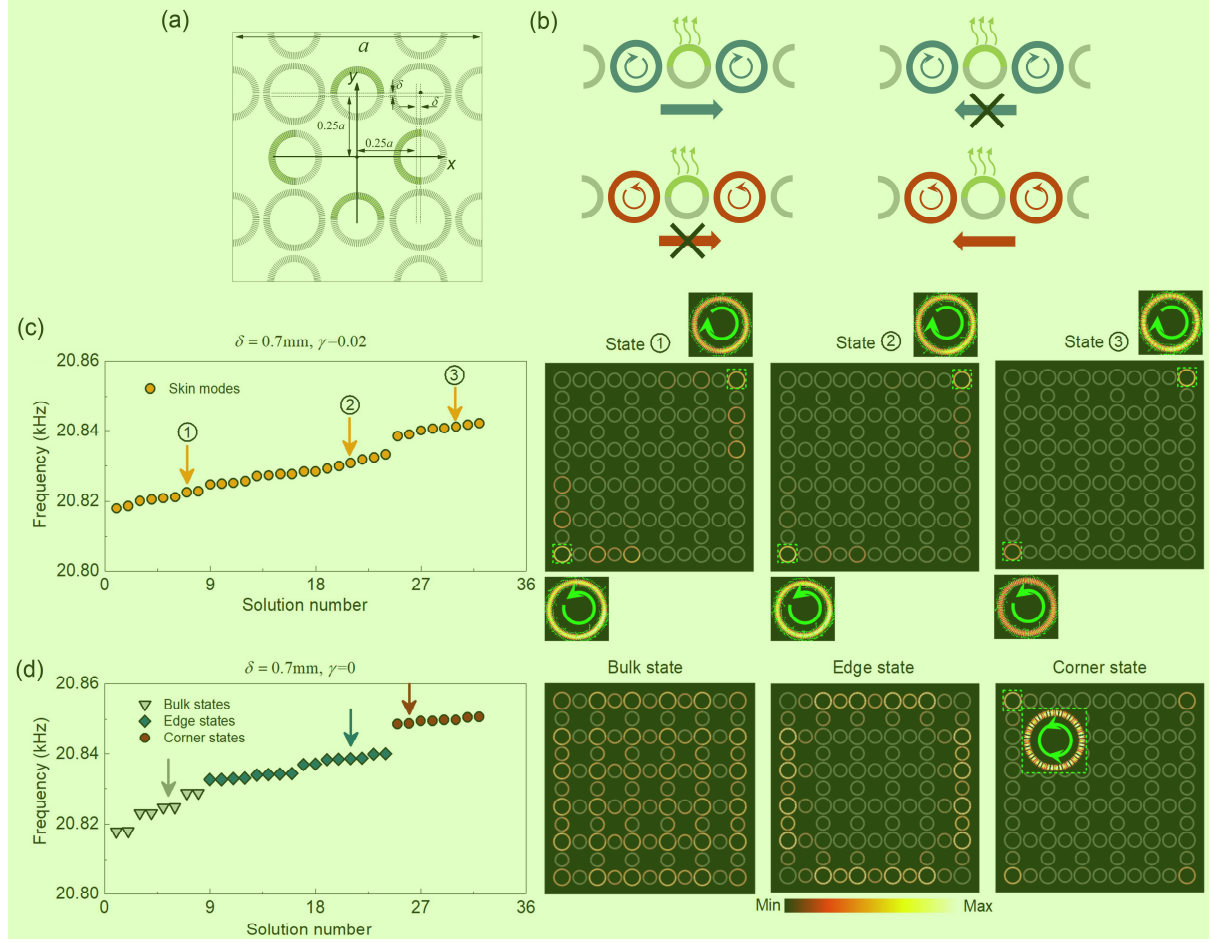 (a)
a
y
δ
δ
0.25a
0.25a
x
(b)
(c)
δ = 0.7mm, γ=0.02
20.86
20.84
20.82
20.80
Frequency (kHz)
Skin modes
①
②
③
0 9 18 27 36
Solution number
State ①
State ②
State ③
(d)
δ = 0.7mm, γ=0
20.86
20.84
20.82
20.80
Frequency (kHz)
Bulk states
Edge states
Corner states
0 9 18 27 36
Solution number
Bulk state
Edge state
Corner state
Min
Max